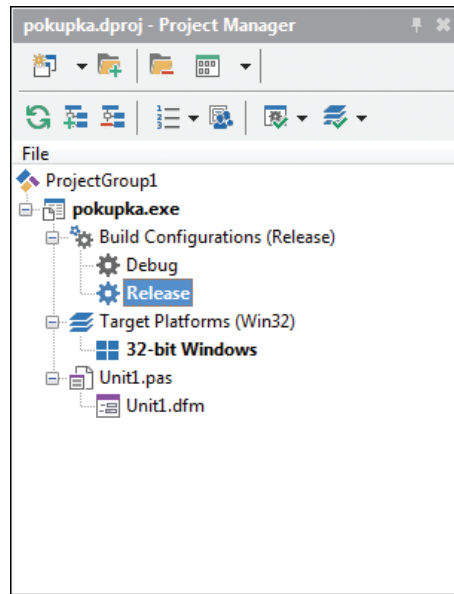 pokupka.dproj - Project Manager
File
ProjectGroup1
pokupka.exe
Build Configurations (Release)
Debug
Release
Target Platforms (Win32)
32-bit Windows
Unit1.pas
Unit1.dfm